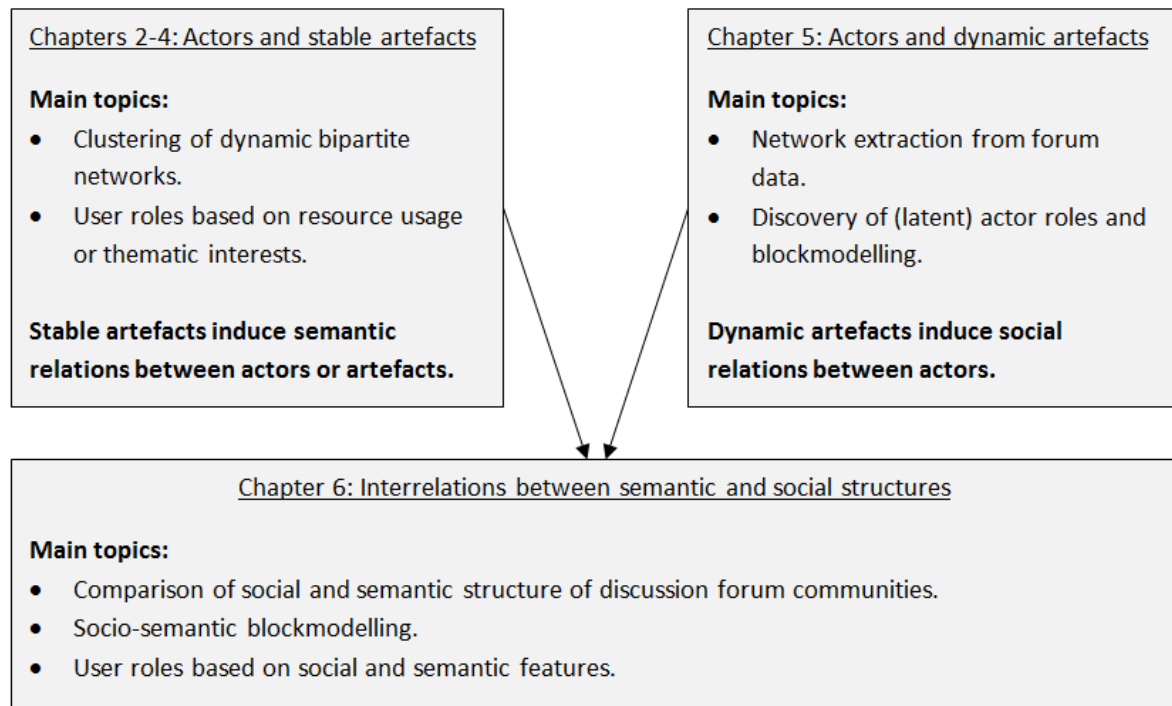 Chapters 2-4: Actors and stable artefacts
Main topics:
• Clustering of dynamic bipartite
networks.
• User roles based on resource usage
or thematic interests.
Stable artefacts induce semantic
relations between actors or artefacts.
Chapter 5: Actors and dynamic artefacts
Main topics:
• Network extraction from forum
data.
• Discovery of (latent) actor roles and
blockmodelling.
Dynamic artefacts induce social
relations between actors.
Chapter 6: Interrelations between semantic and social structures
Main topics:
• Comparison of social and semantic structure of discussion forum communities.
• Socio-semantic blockmodelling.
• User roles based on social and semantic features.